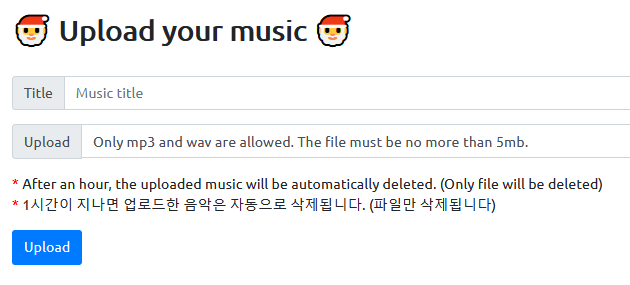 🎅 Upload your music 🎅
Title Music title
Upload Only mp3 and wav are allowed. The file must be no more than 5mb.
* After an hour, the uploaded music will be automatically deleted. (Only file will be deleted)
* 1시간이 지나면 업로드한 음악은 자동으로 삭제됩니다. (파일만 삭제됩니다)
Upload